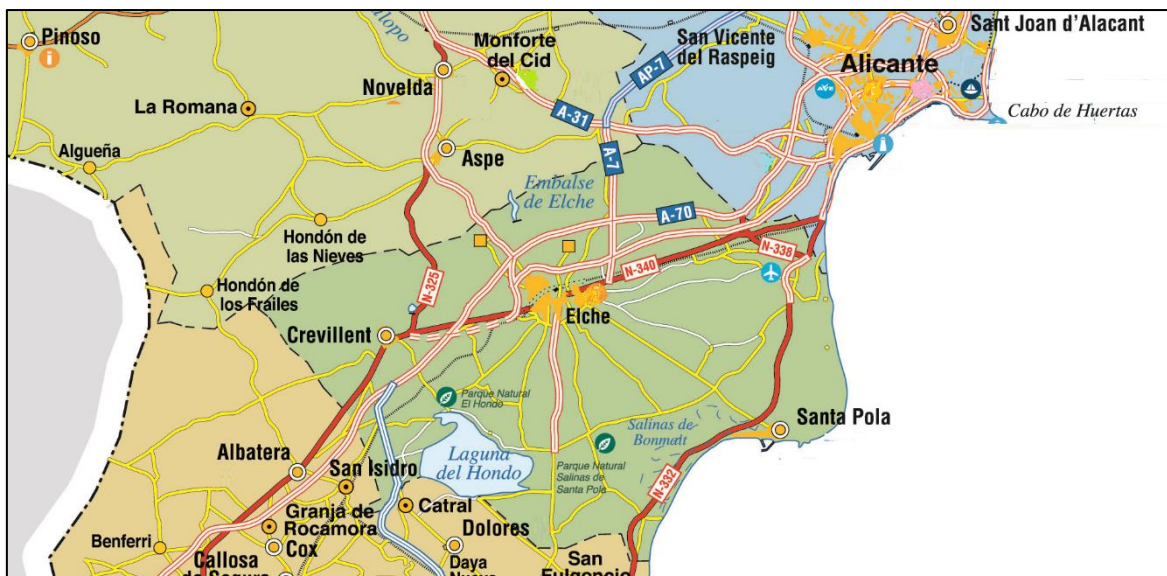 Pinoso
Monforte
del Cid
San Vicente
del Raspeig
Sant Joan d'Alacant
Alicante
Novelda
AP-7
La Romana
A-31
Cabo de Huertas
Algueña
Aspe
A-7
Embalse
de Elche
A-70
Hondón de
las Nieves
N-338
N-340
N-325
Hondón de
los Frailes
Elche
Crevillent
Parque Natural
El Hondo
Salinas de
Santa Pola
Albatera
Laguna
del Hondo
San Isidro
Parque Natural
Salinas de
Santa Pola
N-332
Granja de
Rocamora
Catral
Dolores
Benferri
Cox
Callosa
Daya
San